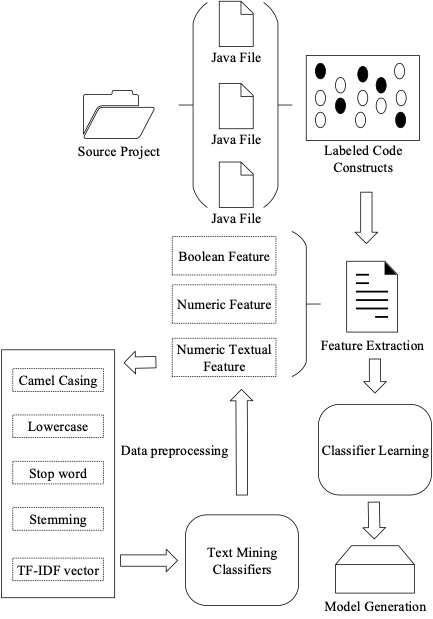 Java File
Java File
Java File
Source Project
Labeled Code
Constructs
Boolean Feature
Numeric Feature
Numeric Textual
Feature
Feature Extraction
Camel Casing
Lowercase
Stop word
Stemming
TF-IDF vector
Data preprocessing
Text Mining
Classifiers
Classifier Learning
Model Generation